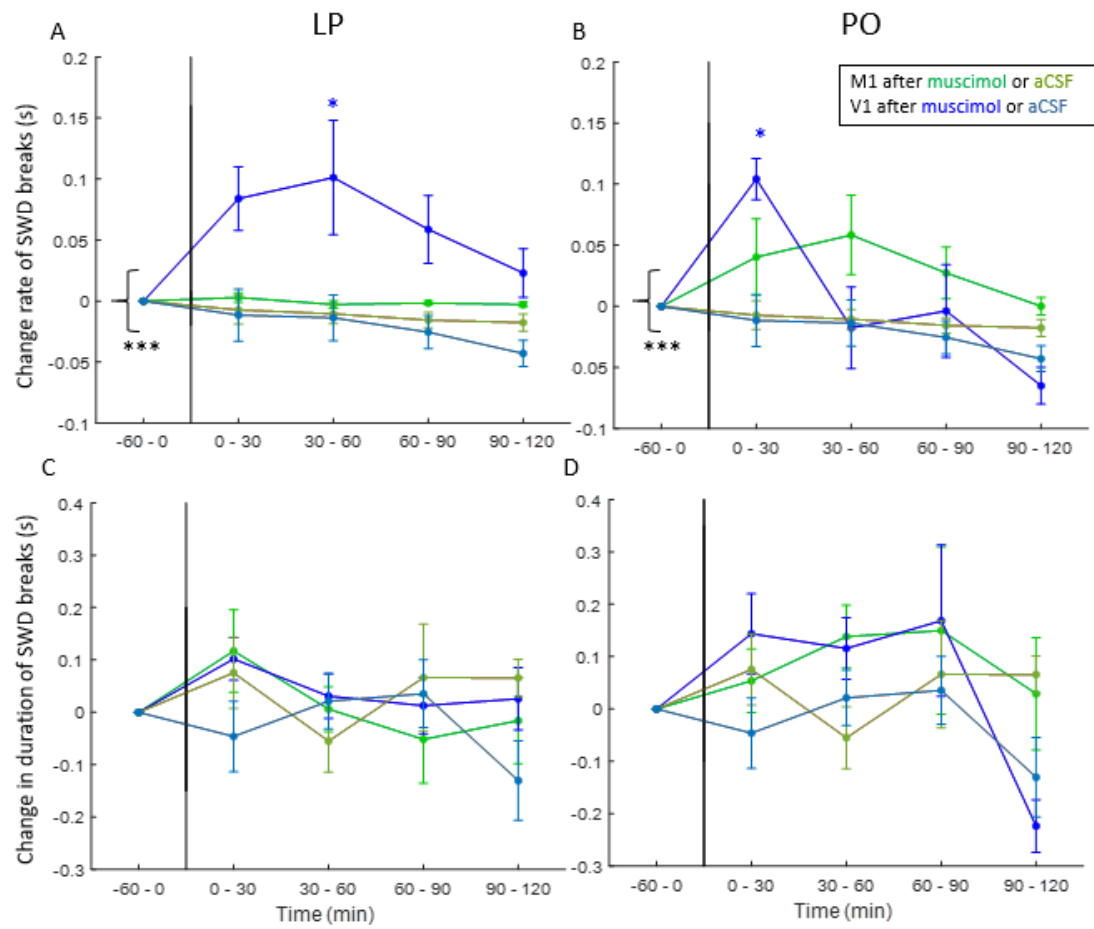 LP
PO
A
B
M1 after muscimol or aCSF
V1 after muscimol or aCSF
Change rate of SWD breaks (s)
0.2
0.15
0.1
0.05
0
-0.05
-0.1
*
***
-60 - 0
0 - 30
30 - 60
60 - 90
90 - 120
0.2
0.15
0.1
0.05
0
-0.05
-0.1
*
***
-60 - 0
0 - 30
30 - 60
60 - 90
90 - 120
C
D
Change in duration of SWD breaks (s)
0.4
0.3
0.2
0.1
0
-0.1
-0.2
-0.3
-60 - 0
0 - 30
30 - 60
60 - 90
90 - 120
Time (min)
0.4
0.3
0.2
0.1
0
-0.1
-0.2
-0.3
-60 - 0
0 - 30
30 - 60
60 - 90
90 - 120
Time (min)